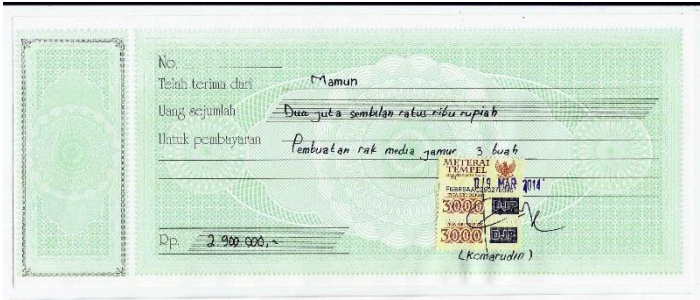 No.
Telah terima dari Mamun
Uang sejumlah Dua juta sembilan ratus ribu rupiah
Untuk pembayaran Pembuatan rak media jamur 3 buah
METERAI
TEMPEL
MAR 2014
3000 DJP
3000 DJP
Rp. 2.900.000,-
(Komarudin)